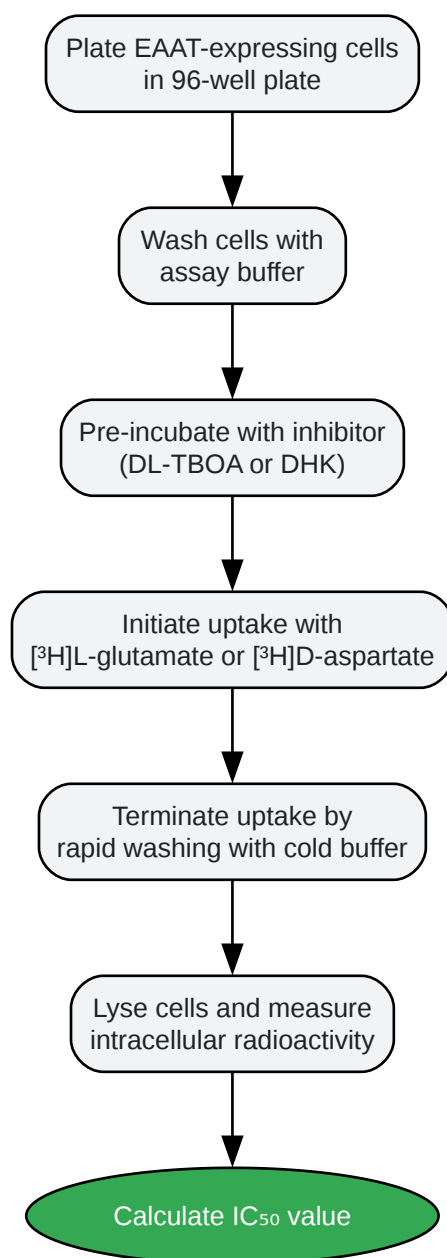 Plate EAAT-expressing cells
in 96-well plate
Wash cells with
assay buffer
Pre-incubate with inhibitor
(DL-TBOA or DHK)
Initiate uptake with
[³H]L-glutamate or [³H]D-aspartate
Terminate uptake by
rapid washing with cold buffer
Lyse cells and measure
intracellular radioactivity
Calculate IC₅₀ value